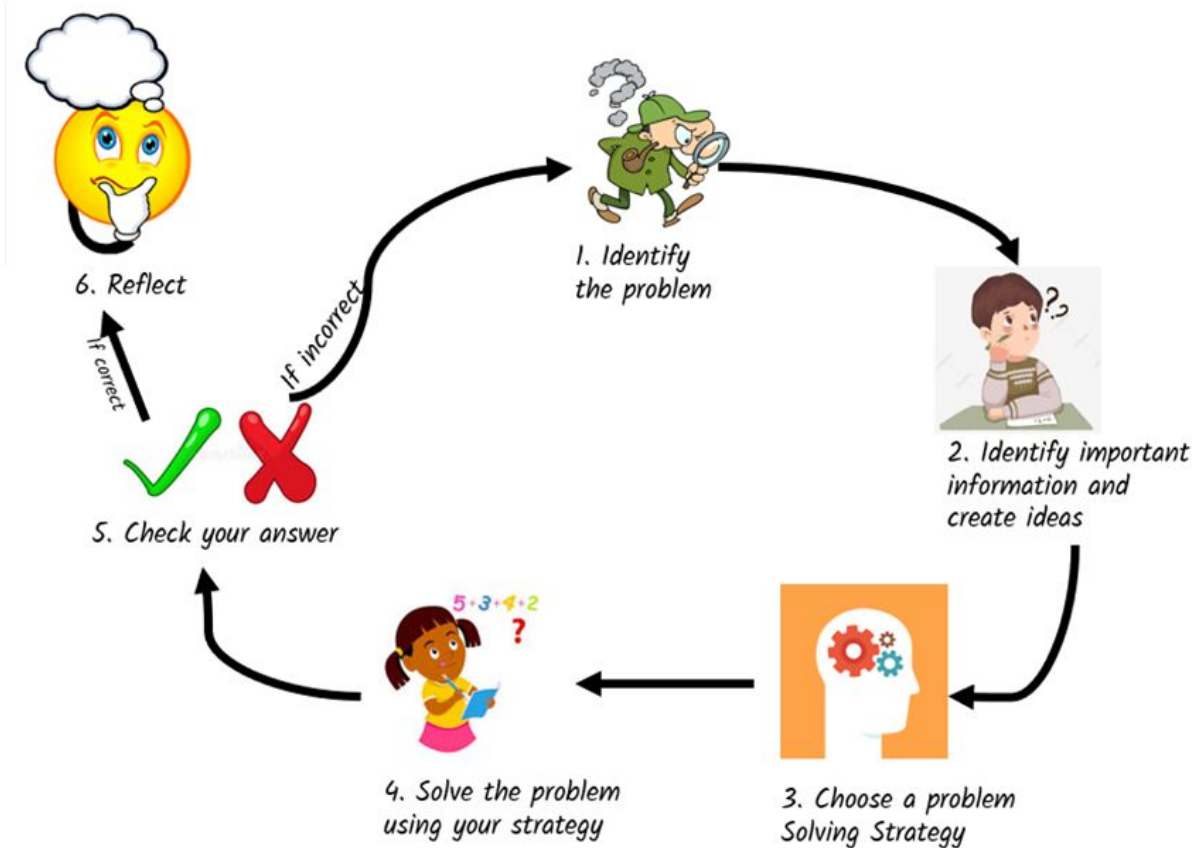 1. Identify
the problem
2. Identify important
information and
create ideas
3. Choose a problem
Solving Strategy
5+3+4+2
?
4. Solve the problem
using your strategy
5. Check your answer
If incorrect
If correct
6. Reflect